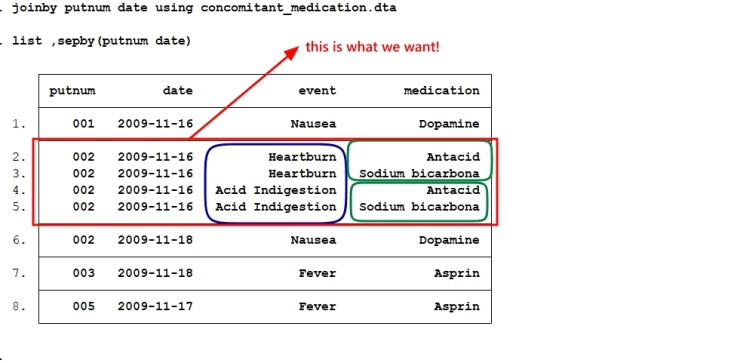 . joinby putnum date using concomitant_medication.dta
. list ,sepby(putnum date)
this is what we want!
putnum date event medication
1. 001 2009-11-16 Nausea Dopamine
2. 002 2009-11-16 Heartburn Antacid
3. 002 2009-11-16 Heartburn Sodium bicarbona
4. 002 2009-11-16 Acid Indigestion Antacid
5. 002 2009-11-16 Acid Indigestion Sodium bicarbona
6. 002 2009-11-18 Nausea Dopamine
7. 003 2009-11-18 Fever Asprin
8. 005 2009-11-17 Fever Asprin
.